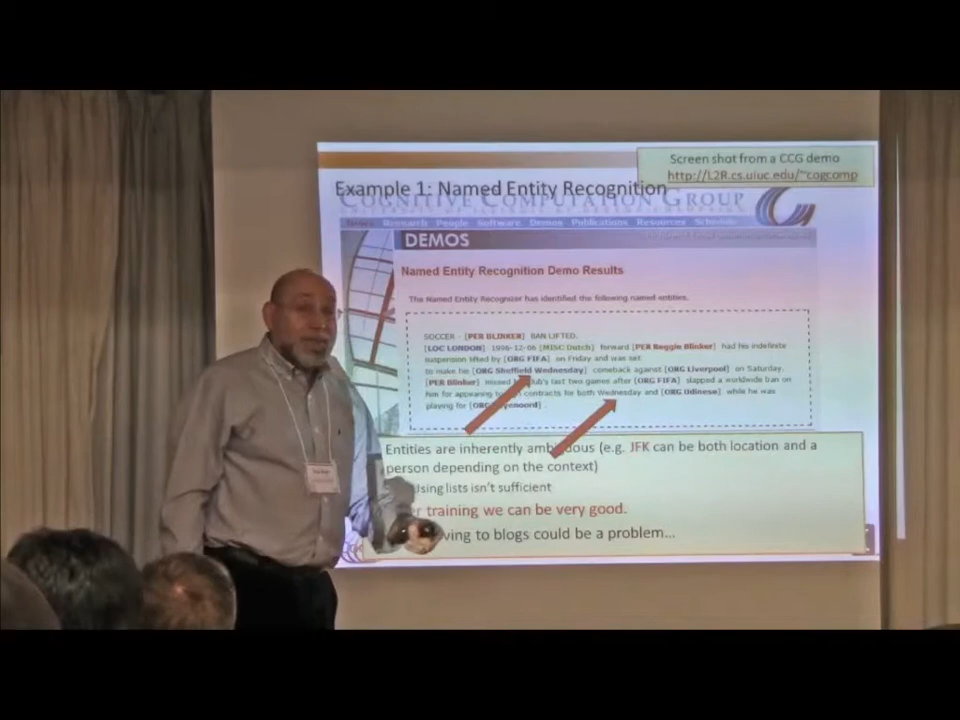 Screen shot from a CCG demo
http://L2R.cs.uiuc.edu/~cogcomp
Example 1: Named Entity Recognition
COGNITIVE COMPUTATION GROUP
News Research People Software Demos Publications Resources
DEMOS
Named Entity Recognition Demo Results
The Named Entity Recognizer has identified the following named entities.
SOCCER - [PER BLINKER] BAN LIFTED.
[LOC LONDON] 1996-12-06 [MISC Dutch] forward [PER Reggie Blinker] had his indefinite
suspension lifted by [ORG FIFA] on Friday and was set
to make his [ORG Sheffield Wednesday] comeback against [ORG Liverpool] on Saturday.
[PER Blinker] missed club's last two games after [ORG FIFA] slapped a worldwide ban on
him for appearing contracts for both Wednesday and [ORG Udinese] while he was
playing for [ORG
Entities are inherently ambiguous (e.g. JFK can be both location and a
person depending on the context)
Using lists isn't sufficient
training we can be very good.
to blogs could be a problem...